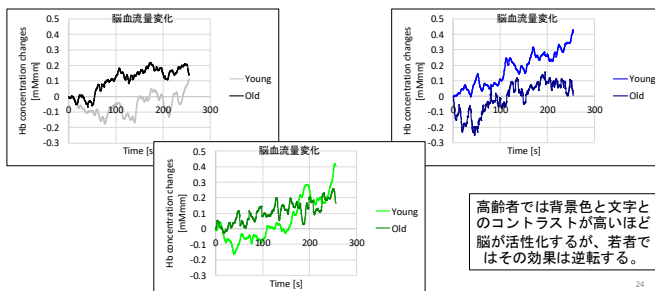 脳血流量変化
Hb concentration changes
[mMmm]
0.5
0.4
0.3
0.2
0.1
0
-0.1
-0.2
-0.3
0
100
200
300
Time [s]
Young
Old
脳血流量変化
Hb concentration changes
[mMmm]
0.5
0.4
0.3
0.2
0.1
0
-0.1
-0.2
-0.3
0
100
200
300
Time [s]
Young
Old
脳血流量変化
Hb concentration changes
[mMmm]
0.5
0.4
0.3
0.2
0.1
0
-0.1
-0.2
-0.3
0
100
200
300
Time [s]
Young
Old
高齢者では背景色と文字と
のコントラストが高いほど
脳が活性化するが、若者で
はその効果は逆転する。
24